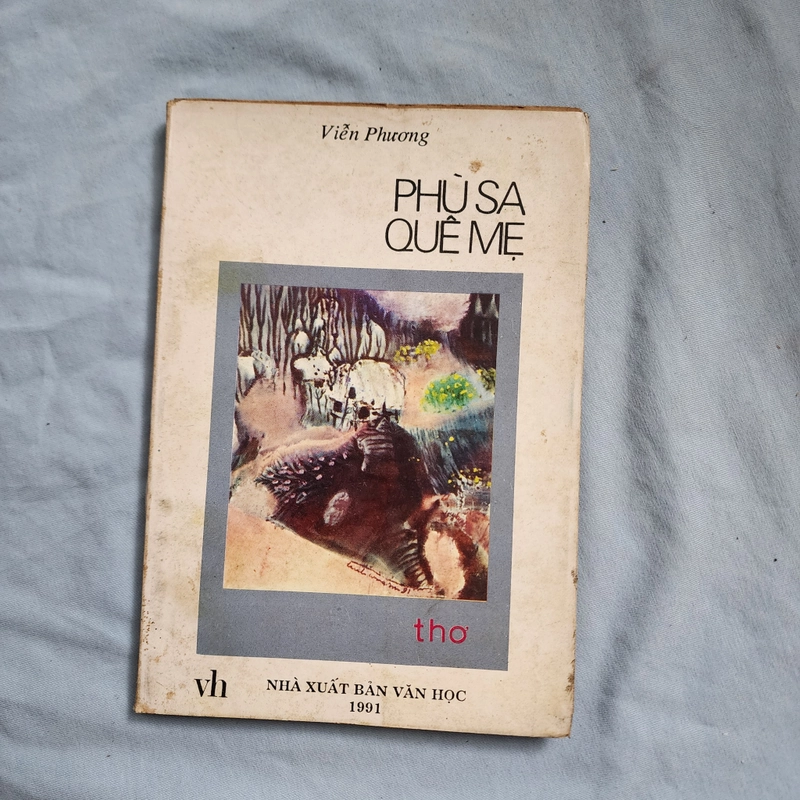 Viễn Phương
PHÙ SA
QUÊ MẸ
thơ
vh
NHÀ XUẤT BẢN VĂN HỌC
1991